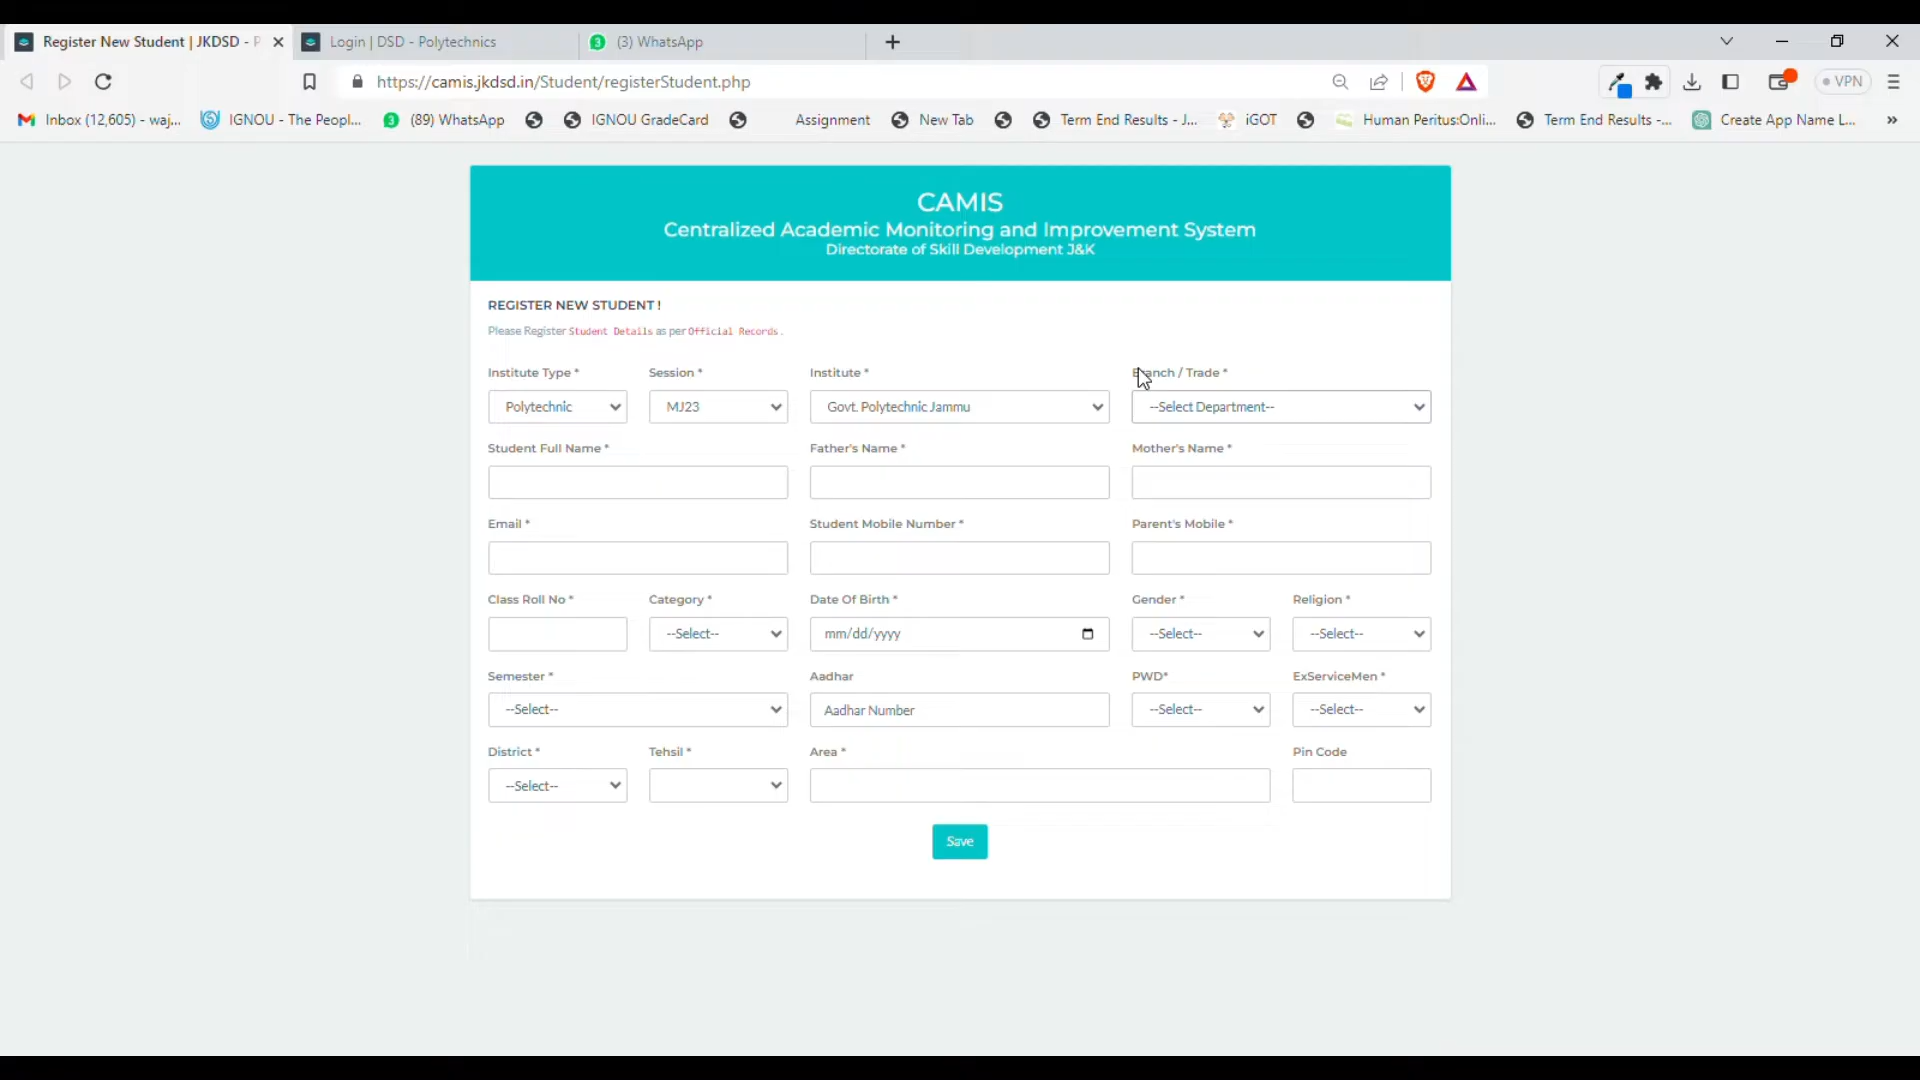 Register New Student | JKDSD - P
Login | DSD - Polytechnics
3 (3) WhatsApp
https://camis.jkdsd.in/Student/registerStudent.php
VPN
Inbox (12,605) - waj...
IGNOU - The Peopl...
3 (89) WhatsApp
IGNOU GradeCard
Assignment
New Tab
Term End Results - J...
iGOT
Human Peritus:Onli...
Term End Results -...
Create App Name L...
CAMIS
Centralized Academic Monitoring and Improvement System
Directorate of Skill Development J&K
REGISTER NEW STUDENT !
Please Register Student Details as per Official Records.
Institute Type * Session * Institute * Branch / Trade *
Polytechnic MJ23 Govt. Polytechnic Jammu --Select Department--
Student Full Name * Father's Name * Mother's Name *
Email * Student Mobile Number * Parent's Mobile *
Class Roll No * Category * Date Of Birth * Gender * Religion *
--Select-- mm/dd/yyyy --Select-- --Select--
Semester * Aadhar PWD* ExServiceMen *
--Select-- Aadhar Number --Select-- --Select--
District * Tehsil * Area * Pin Code
--Select--
Save